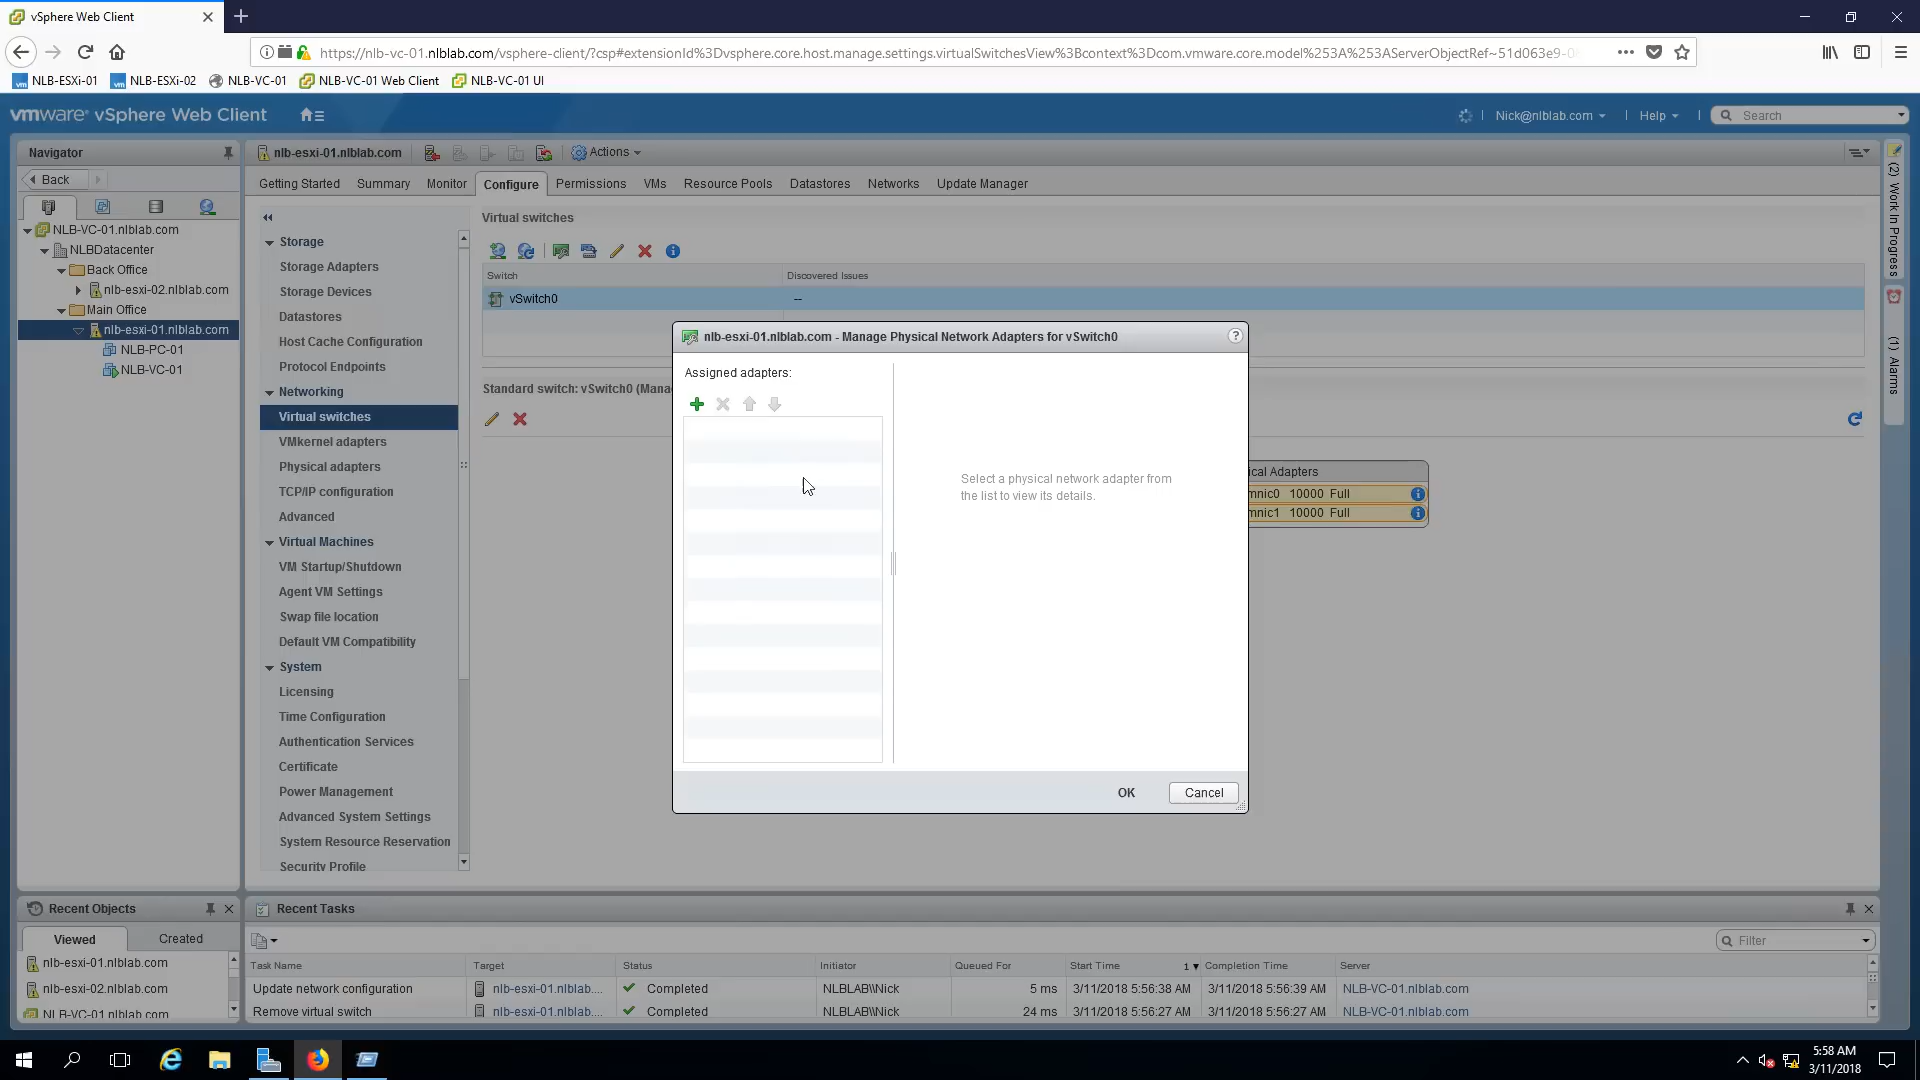 vSphere Web Client
https://nlb-vc-01.nlblab.com/vsphere-client/?csp#extensionId%3Dvsphere.core.host.manage.settings.virtualSwitchesView%3Bcontext%3Dcom.vmware.core.model%253A%253AServerObjectRef~51d063e9-0
NLB-ESXi-01 NLB-ESXi-02 NLB-VC-01 NLB-VC-01 Web Client NLB-VC-01 UI
vmware® vSphere Web Client
Nick@nlblab.com Help Search
Navigator
Back
NLB-VC-01.nlblab.com
NLBDatacenter
Back Office
nlb-esxi-02.nlblab.com
Main Office
nlb-esxi-01.nlblab.com
NLB-PC-01
NLB-VC-01
nlb-esxi-01.nlblab.com Actions
Getting Started Summary Monitor Configure Permissions VMs Resource Pools Datastores Networks Update Manager
Storage
Storage Adapters
Storage Devices
Datastores
Host Cache Configuration
Protocol Endpoints
Networking
Virtual switches
VMkernel adapters
Physical adapters
TCP/IP configuration
Advanced
Virtual Machines
VM Startup/Shutdown
Agent VM Settings
Swap file location
Default VM Compatibility
System
Licensing
Time Configuration
Authentication Services
Certificate
Power Management
Advanced System Settings
System Resource Reservation
Security Profile
Virtual switches
Switch Discovered Issues
vSwitch0 --
Standard switch: vSwitch0 (Mana
ical Adapters
mnic0 10000 Full
mnic1 10000 Full
nlb-esxi-01.nlblab.com - Manage Physical Network Adapters for vSwitch0
Assigned adapters:
Select a physical network adapter from
the list to view its details.
OK Cancel
(2) Work In Progress
(1) Alarms
Recent Objects
Viewed Created
nlb-esxi-01.nlblab.com
nlb-esxi-02.nlblab.com
NLB-VC-01.nlblab.com
Recent Tasks
Filter
Task Name Target Status Initiator Queued For Start Time 1 Completion Time Server
Update network configuration nlb-esxi-01.nlblab.... Completed NLBLAB\\Nick 5 ms 3/11/2018 5:56:38 AM 3/11/2018 5:56:39 AM NLB-VC-01.nlblab.com
Remove virtual switch nlb-esxi-01.nlblab.... Completed NLBLAB\\Nick 24 ms 3/11/2018 5:56:27 AM 3/11/2018 5:56:27 AM NLB-VC-01.nlblab.com
5:58 AM
3/11/2018